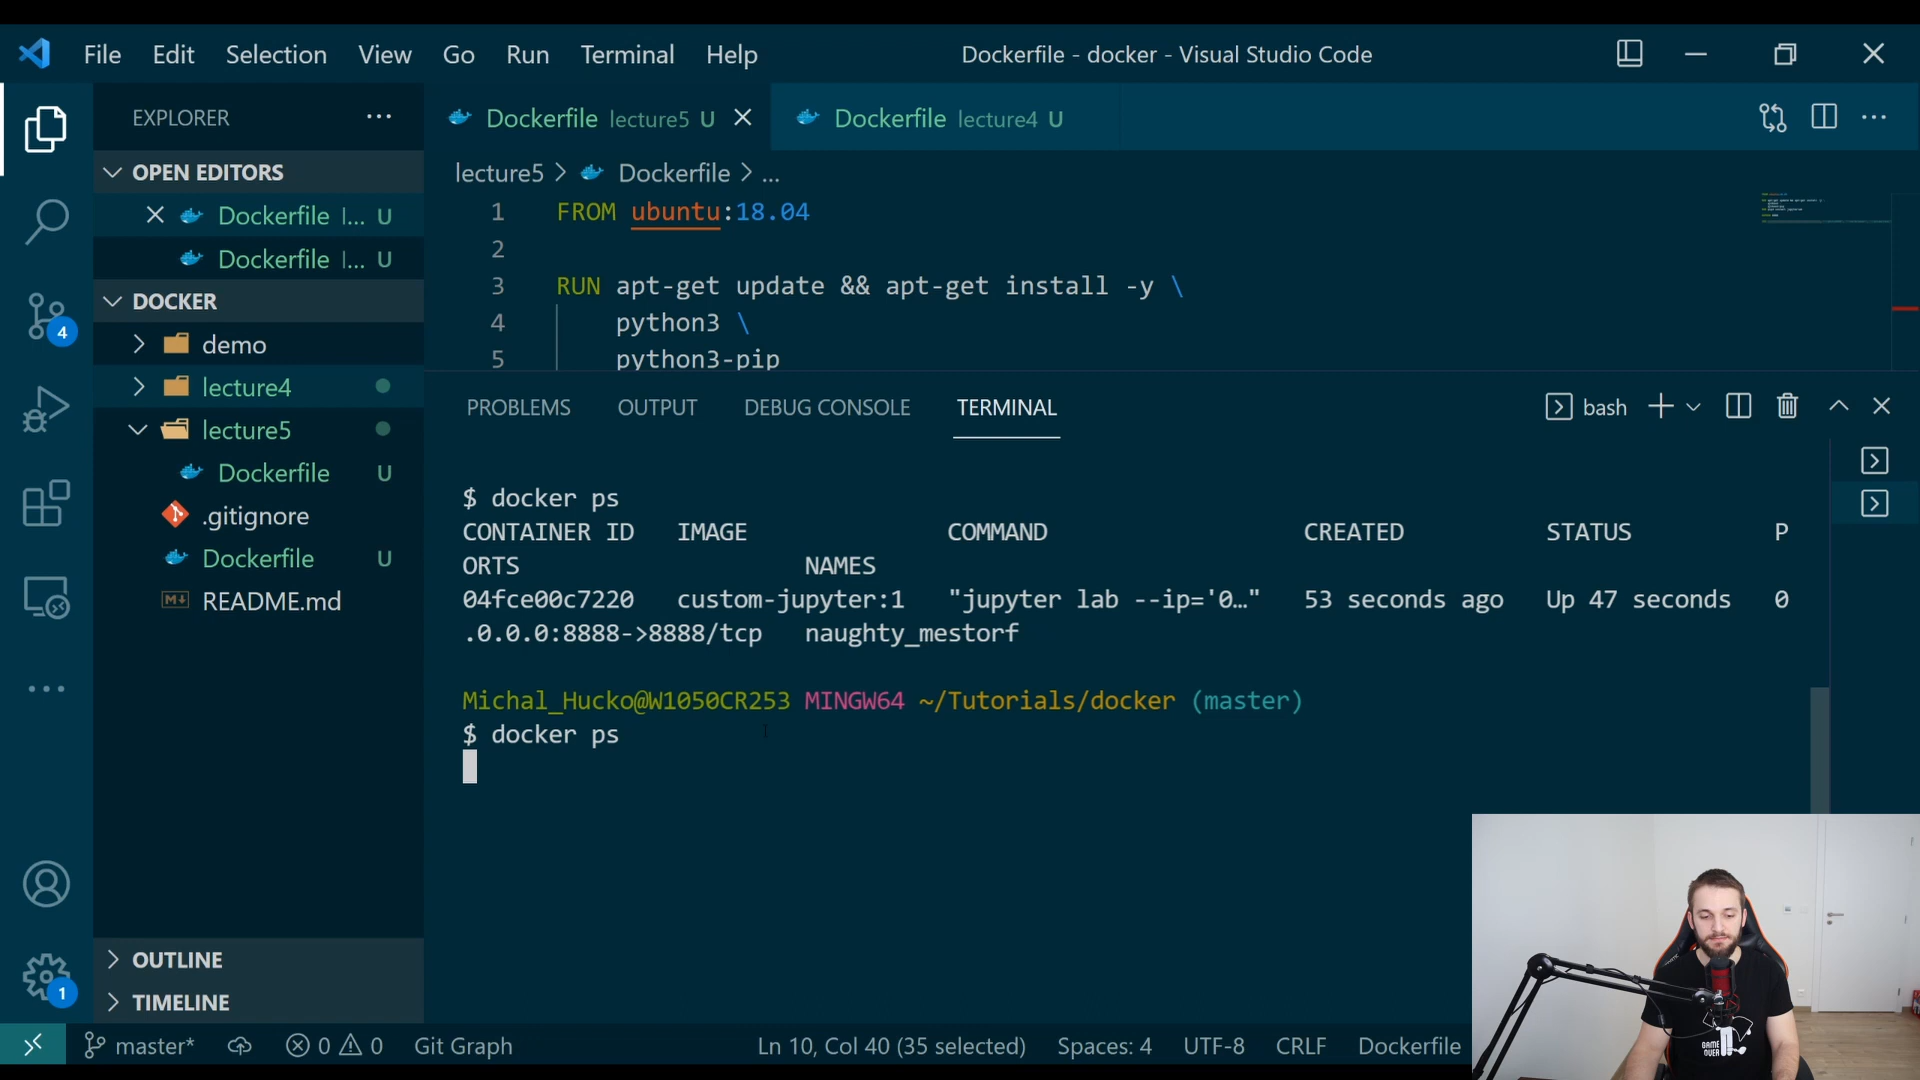 File Edit Selection View Go Run Terminal Help Dockerfile - docker - Visual Studio Code
EXPLORER ...
Dockerfile lecture5 U
Dockerfile lecture4 U
OPEN EDITORS
Dockerfile l... U
Dockerfile l... U
DOCKER
demo
lecture4
lecture5
Dockerfile U
.gitignore
Dockerfile U
README.md
OUTLINE
TIMELINE
4
1
lecture5 > Dockerfile > ...
1 FROM ubuntu:18.04
2
3 RUN apt-get update && apt-get install -y \
4 python3 \
5 python3-pip
PROBLEMS OUTPUT DEBUG CONSOLE TERMINAL bash
$ docker ps
CONTAINER ID IMAGE COMMAND CREATED STATUS P
ORTS NAMES
04fce00c7220 custom-jupyter:1 "jupyter lab --ip='0…" 53 seconds ago Up 47 seconds 0
.0.0.0:8888->8888/tcp naughty_mestorf
Michal_Hucko@W1050CR253 MINGW64 ~/Tutorials/docker (master)
$ docker ps
master* 0 0 Git Graph Ln 10, Col 40 (35 selected) Spaces: 4 UTF-8 CRLF Dockerfile
GAME
OVER